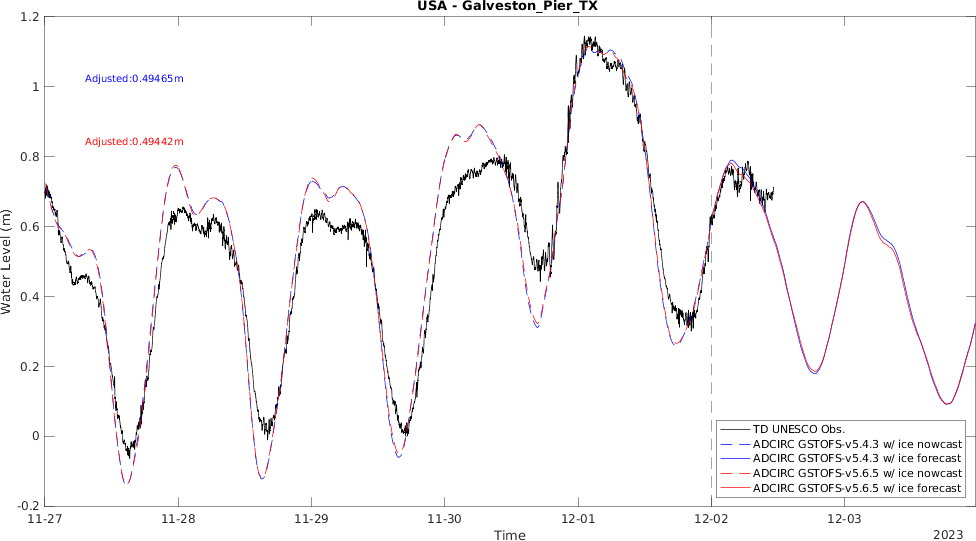 USA - Galveston_Pier_TX
Water Level (m)
1.2
1
0.8
0.6
0.4
0.2
0
-0.2
Adjusted:0.49465m
Adjusted:0.49442m
TD UNESCO Obs.
ADCIRC GSTOFS-v5.4.3 w/ ice nowcast
ADCIRC GSTOFS-v5.4.3 w/ ice forecast
ADCIRC GSTOFS-v5.6.5 w/ ice nowcast
ADCIRC GSTOFS-v5.6.5 w/ ice forecast
11-27 11-28 11-29 11-30 12-01 12-02 12-03
Time
2023